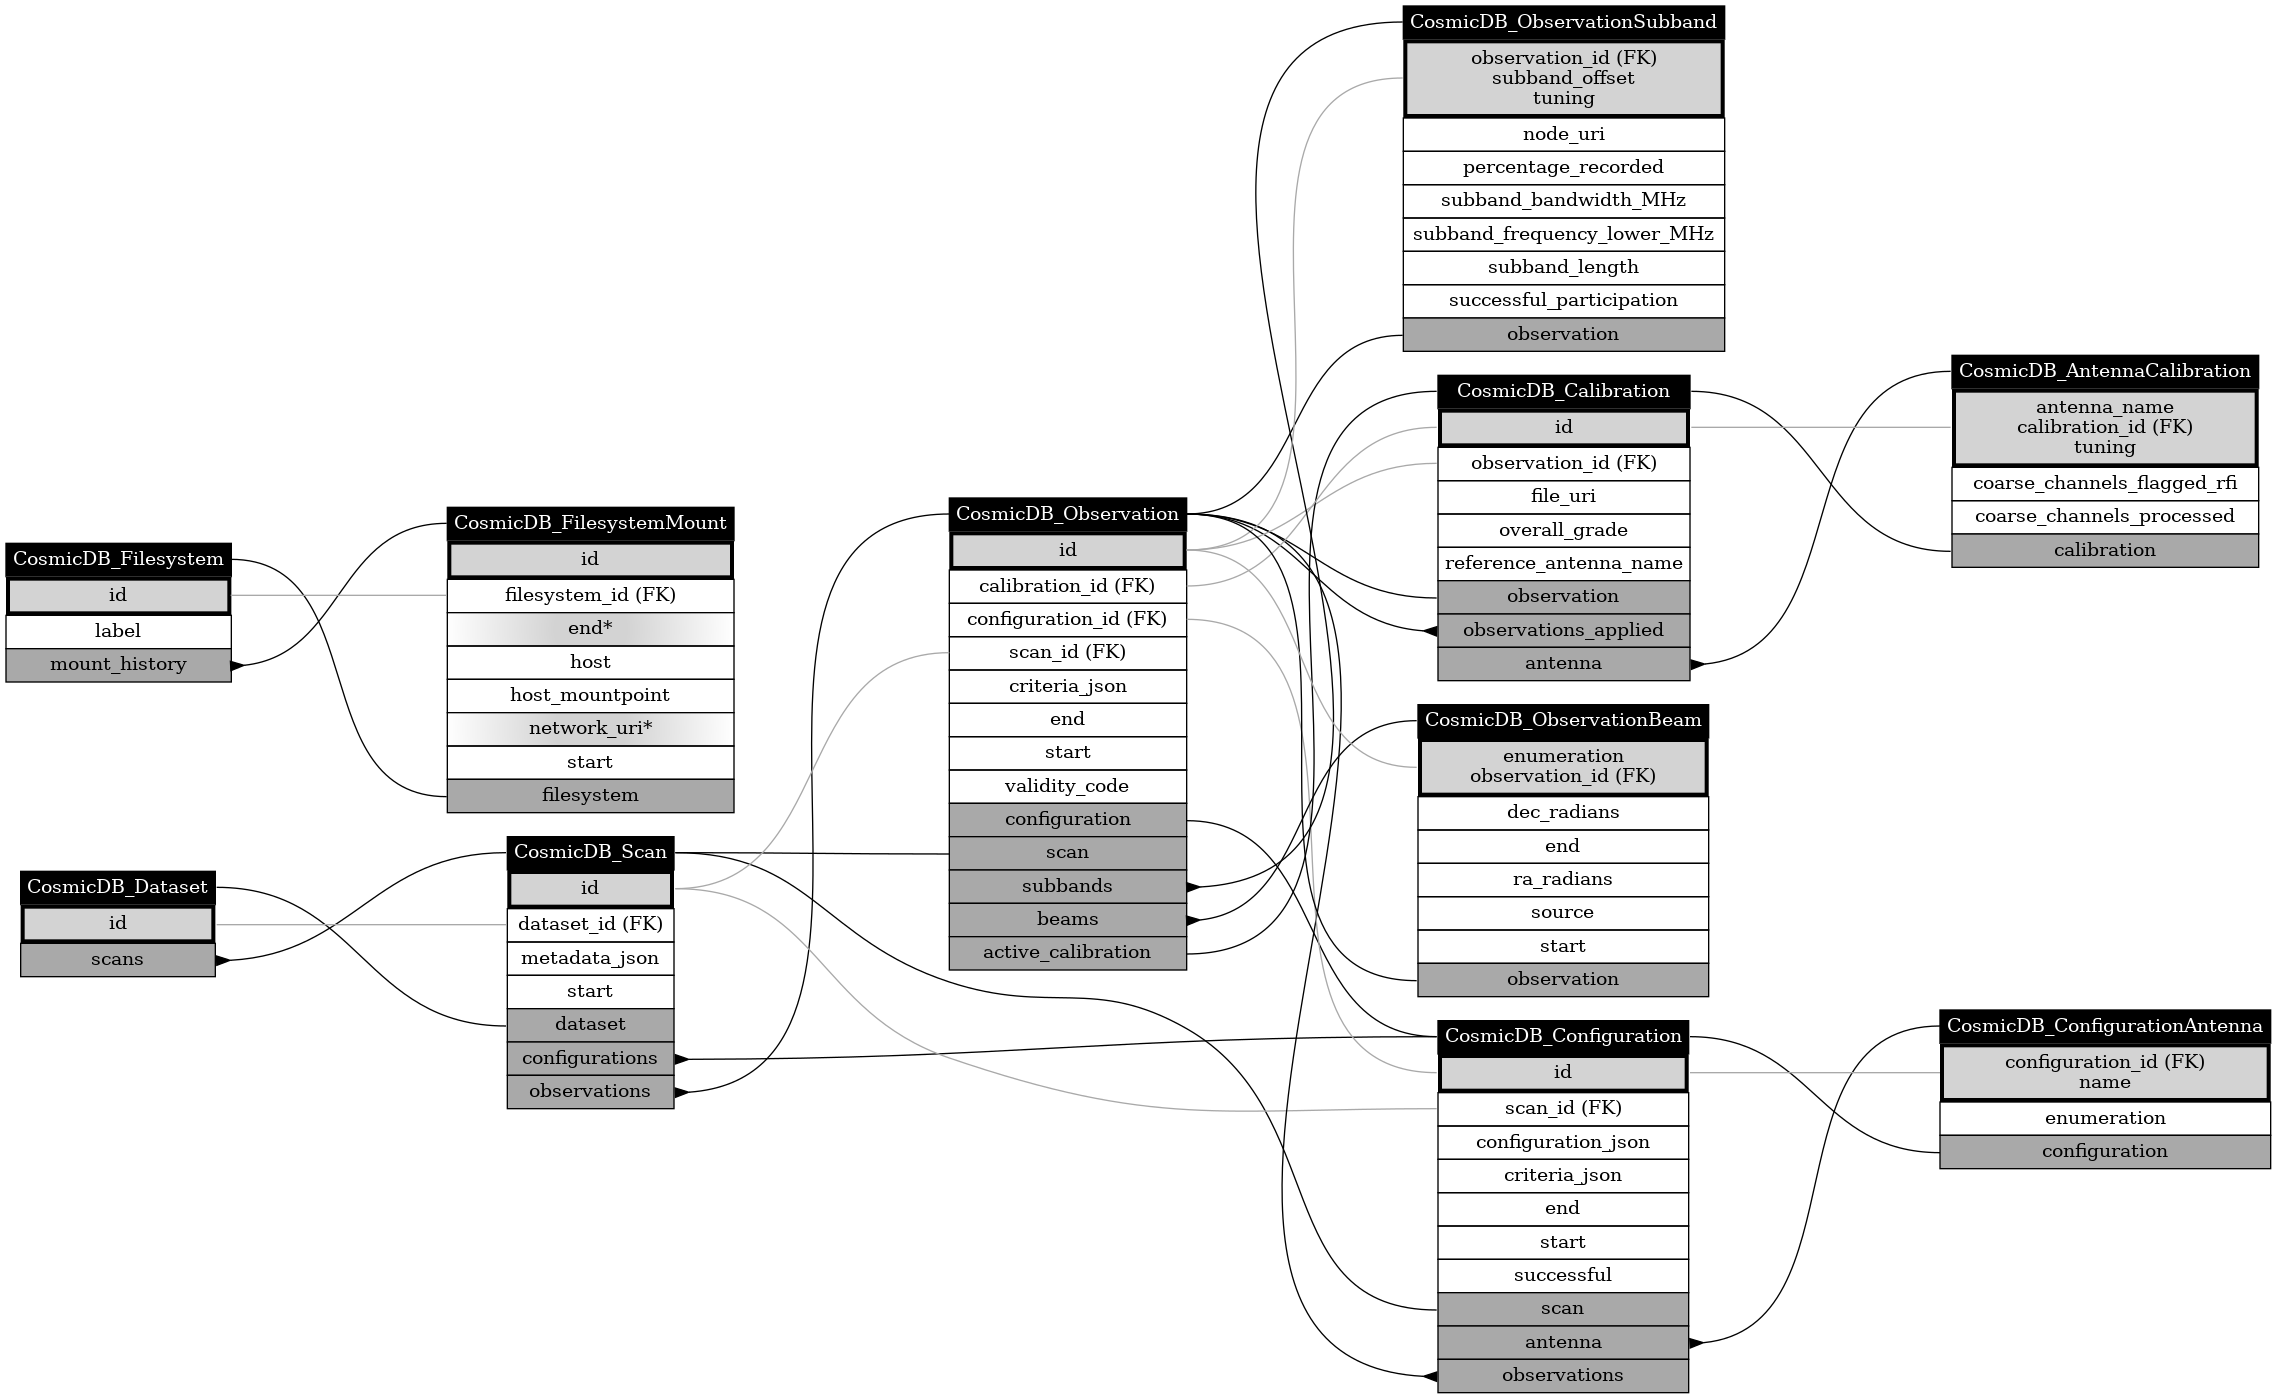 CosmicDB_Filesystem
id
label
mount_history
CosmicDB_Dataset
id
scans
CosmicDB_FilesystemMount
id
filesystem_id (FK)
end*
host
host_mountpoint
network_uri*
start
filesystem
CosmicDB_Scan
id
dataset_id (FK)
metadata_json
start
dataset
configurations
observations
CosmicDB_Observation
id
calibration_id (FK)
configuration_id (FK)
scan_id (FK)
criteria_json
end
start
validity_code
configuration
scan
subbands
beams
active_calibration
CosmicDB_ObservationSubband
observation_id (FK)
subband_offset
tuning
node_uri
percentage_recorded
subband_bandwidth_MHz
subband_frequency_lower_MHz
subband_length
successful_participation
observation
CosmicDB_Calibration
id
observation_id (FK)
file_uri
overall_grade
reference_antenna_name
observation
observations_applied
antenna
CosmicDB_ObservationBeam
enumeration
observation_id (FK)
dec_radians
end
ra_radians
source
start
observation
CosmicDB_Configuration
id
scan_id (FK)
configuration_json
criteria_json
end
start
successful
scan
antenna
observations
CosmicDB_AntennaCalibration
antenna_name
calibration_id (FK)
tuning
coarse_channels_flagged_rfi
coarse_channels_processed
calibration
CosmicDB_ConfigurationAntenna
configuration_id (FK)
name
enumeration
configuration